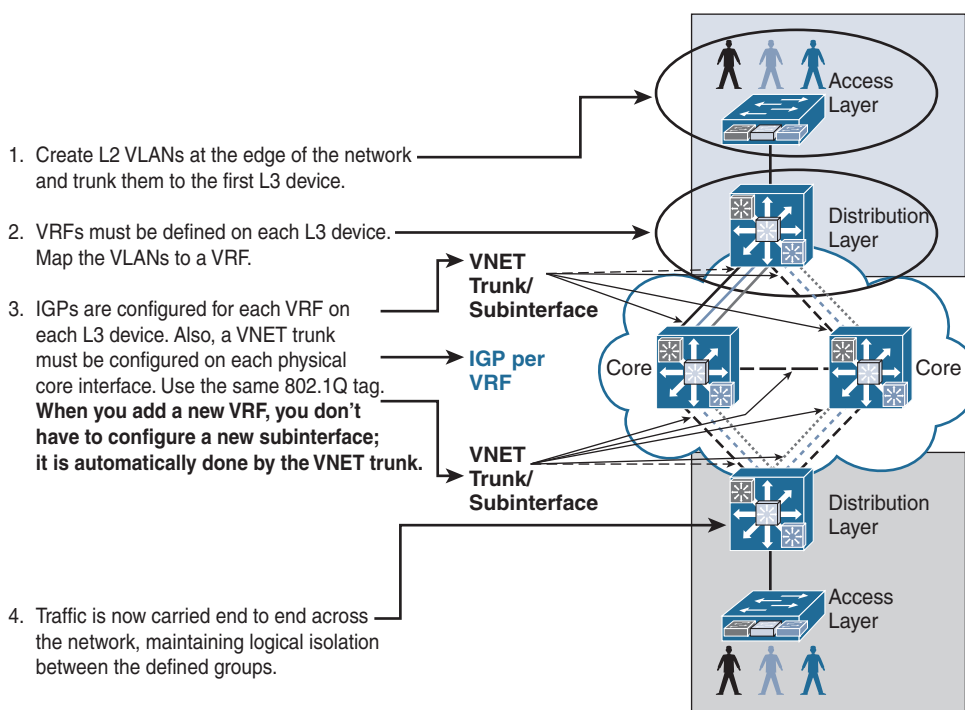 Access
Layer
1. Create L2 VLANs at the edge of the network
and trunk them to the first L3 device.
Distribution
Layer
2. VRFs must be defined on each L3 device.
Map the VLANs to a VRF.
VNET
Trunk/
Subinterface
3. IGPs are configured for each VRF on
each L3 device. Also, a VNET trunk
must be configured on each physical
core interface. Use the same 802.1Q tag.
When you add a new VRF, you don’t
have to configure a new subinterface;
it is automatically done by the VNET trunk.
IGP per
VRF
Core
Core
VNET
Trunk/
Subinterface
Distribution
Layer
4. Traffic is now carried end to end across
the network, maintaining logical isolation
between the defined groups.
Access
Layer